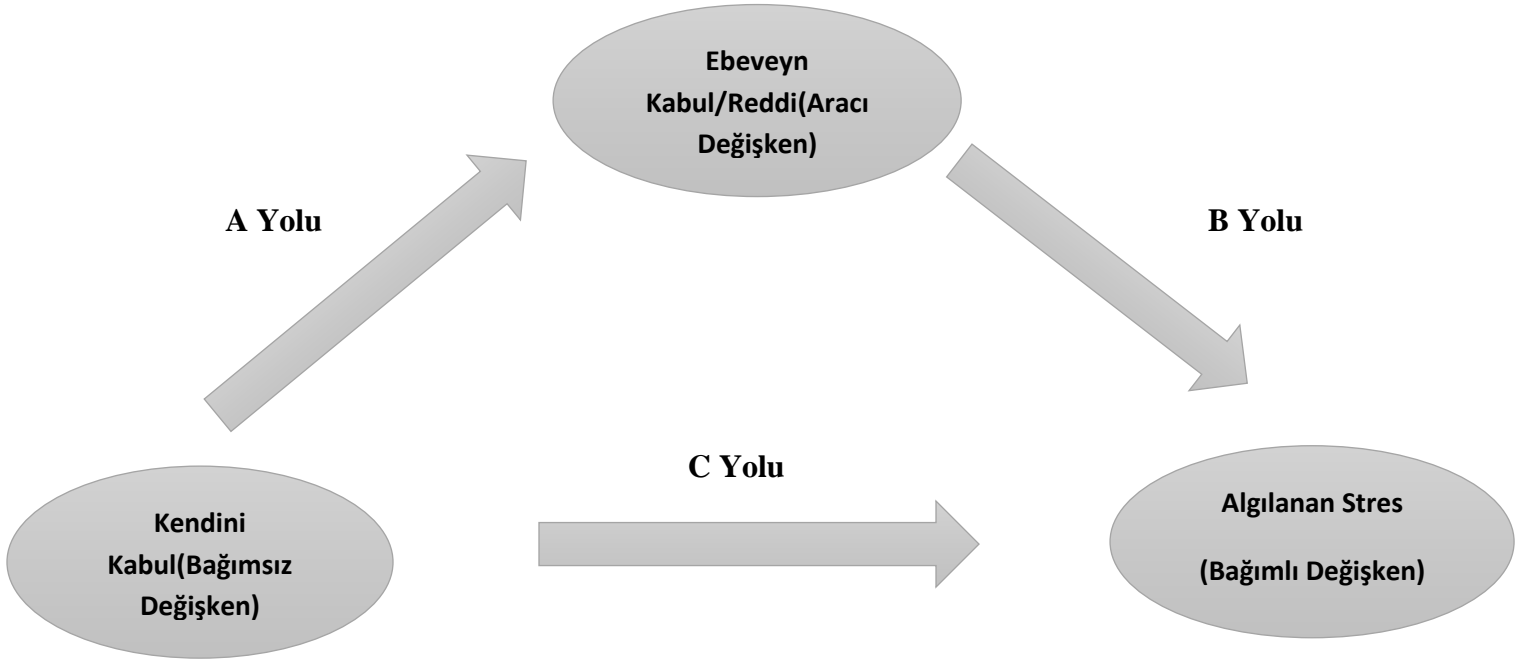 Ebeveyn
Kabul/Reddi(Aracı
Değişken)
A Yolu
B Yolu
C Yolu
Kendini
Kabul(Bağımsız
Değişken)
Algılanan Stres
(Bağımlı Değişken)